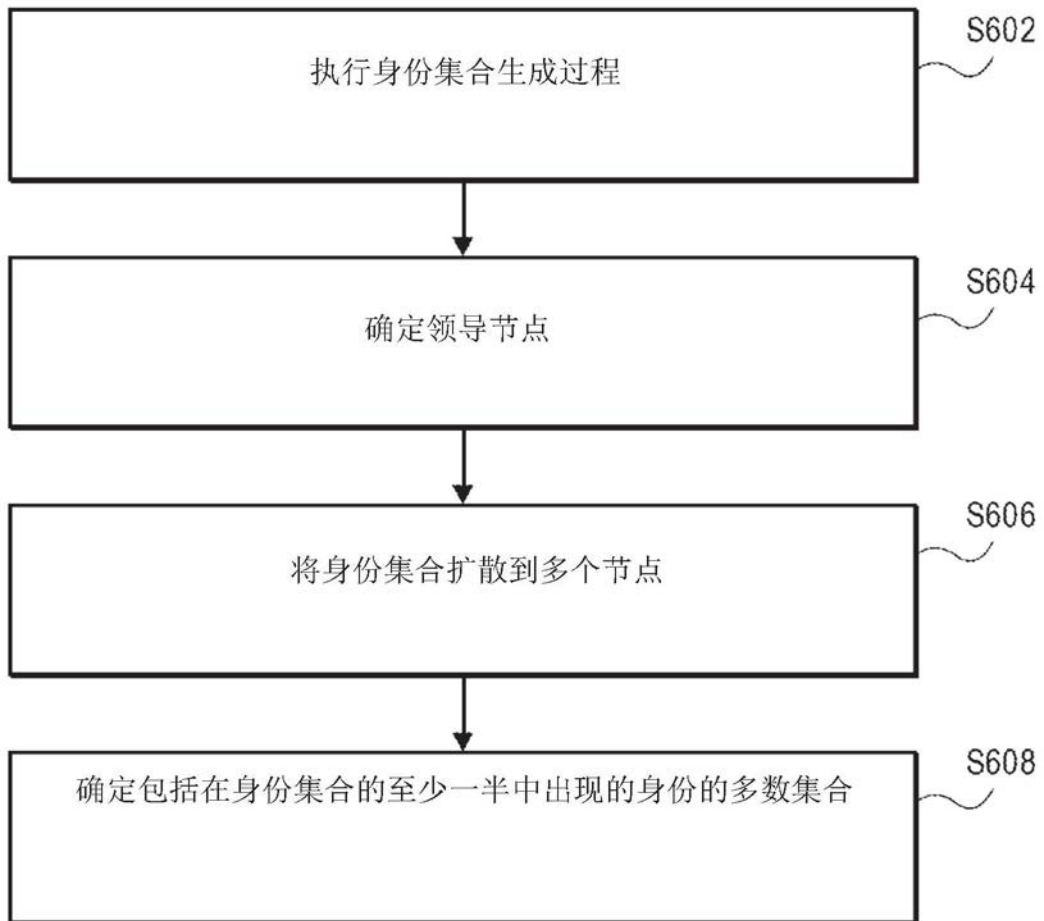 执行身份集合生成过程
S602
确定领导节点
S604
将身份集合扩散到多个节点
S606
确定包括在身份集合的至少一半中出现的身份的多数集合
S608